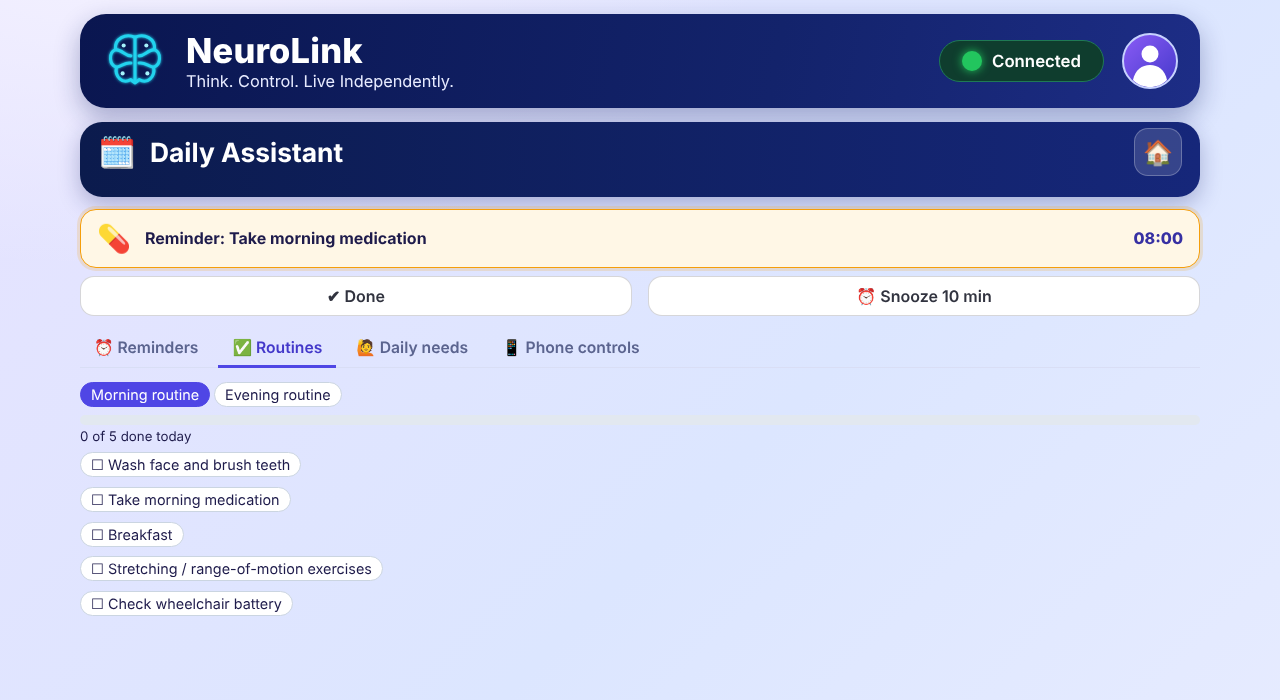 NeuroLink
Think. Control. Live Independently.
Connected
Daily Assistant
Reminder: Take morning medication
08:00
✔ Done
⏰ Snooze 10 min
⏰ Reminders
✅ Routines
🙋 Daily needs
📱 Phone controls
Morning routine
Evening routine
0 of 5 done today
☐ Wash face and brush teeth
☐ Take morning medication
☐ Breakfast
☐ Stretching / range-of-motion exercises
☐ Check wheelchair battery